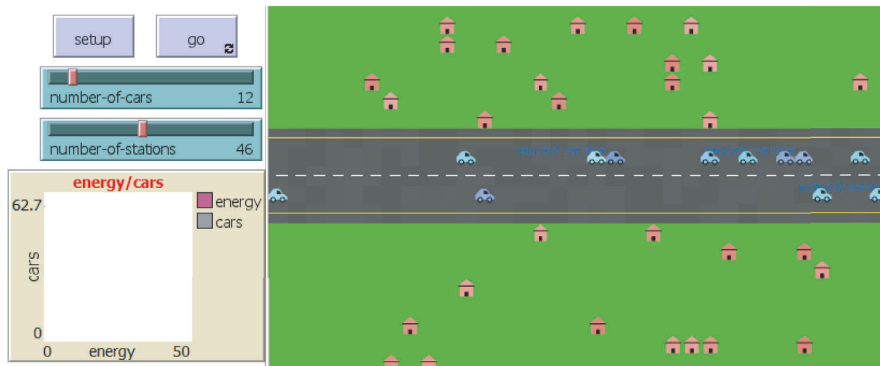 setup
go
number-of-cars 12
number-of-stations 46
energy/cars
62.7
energy
cars
cars
0
0
energy
50